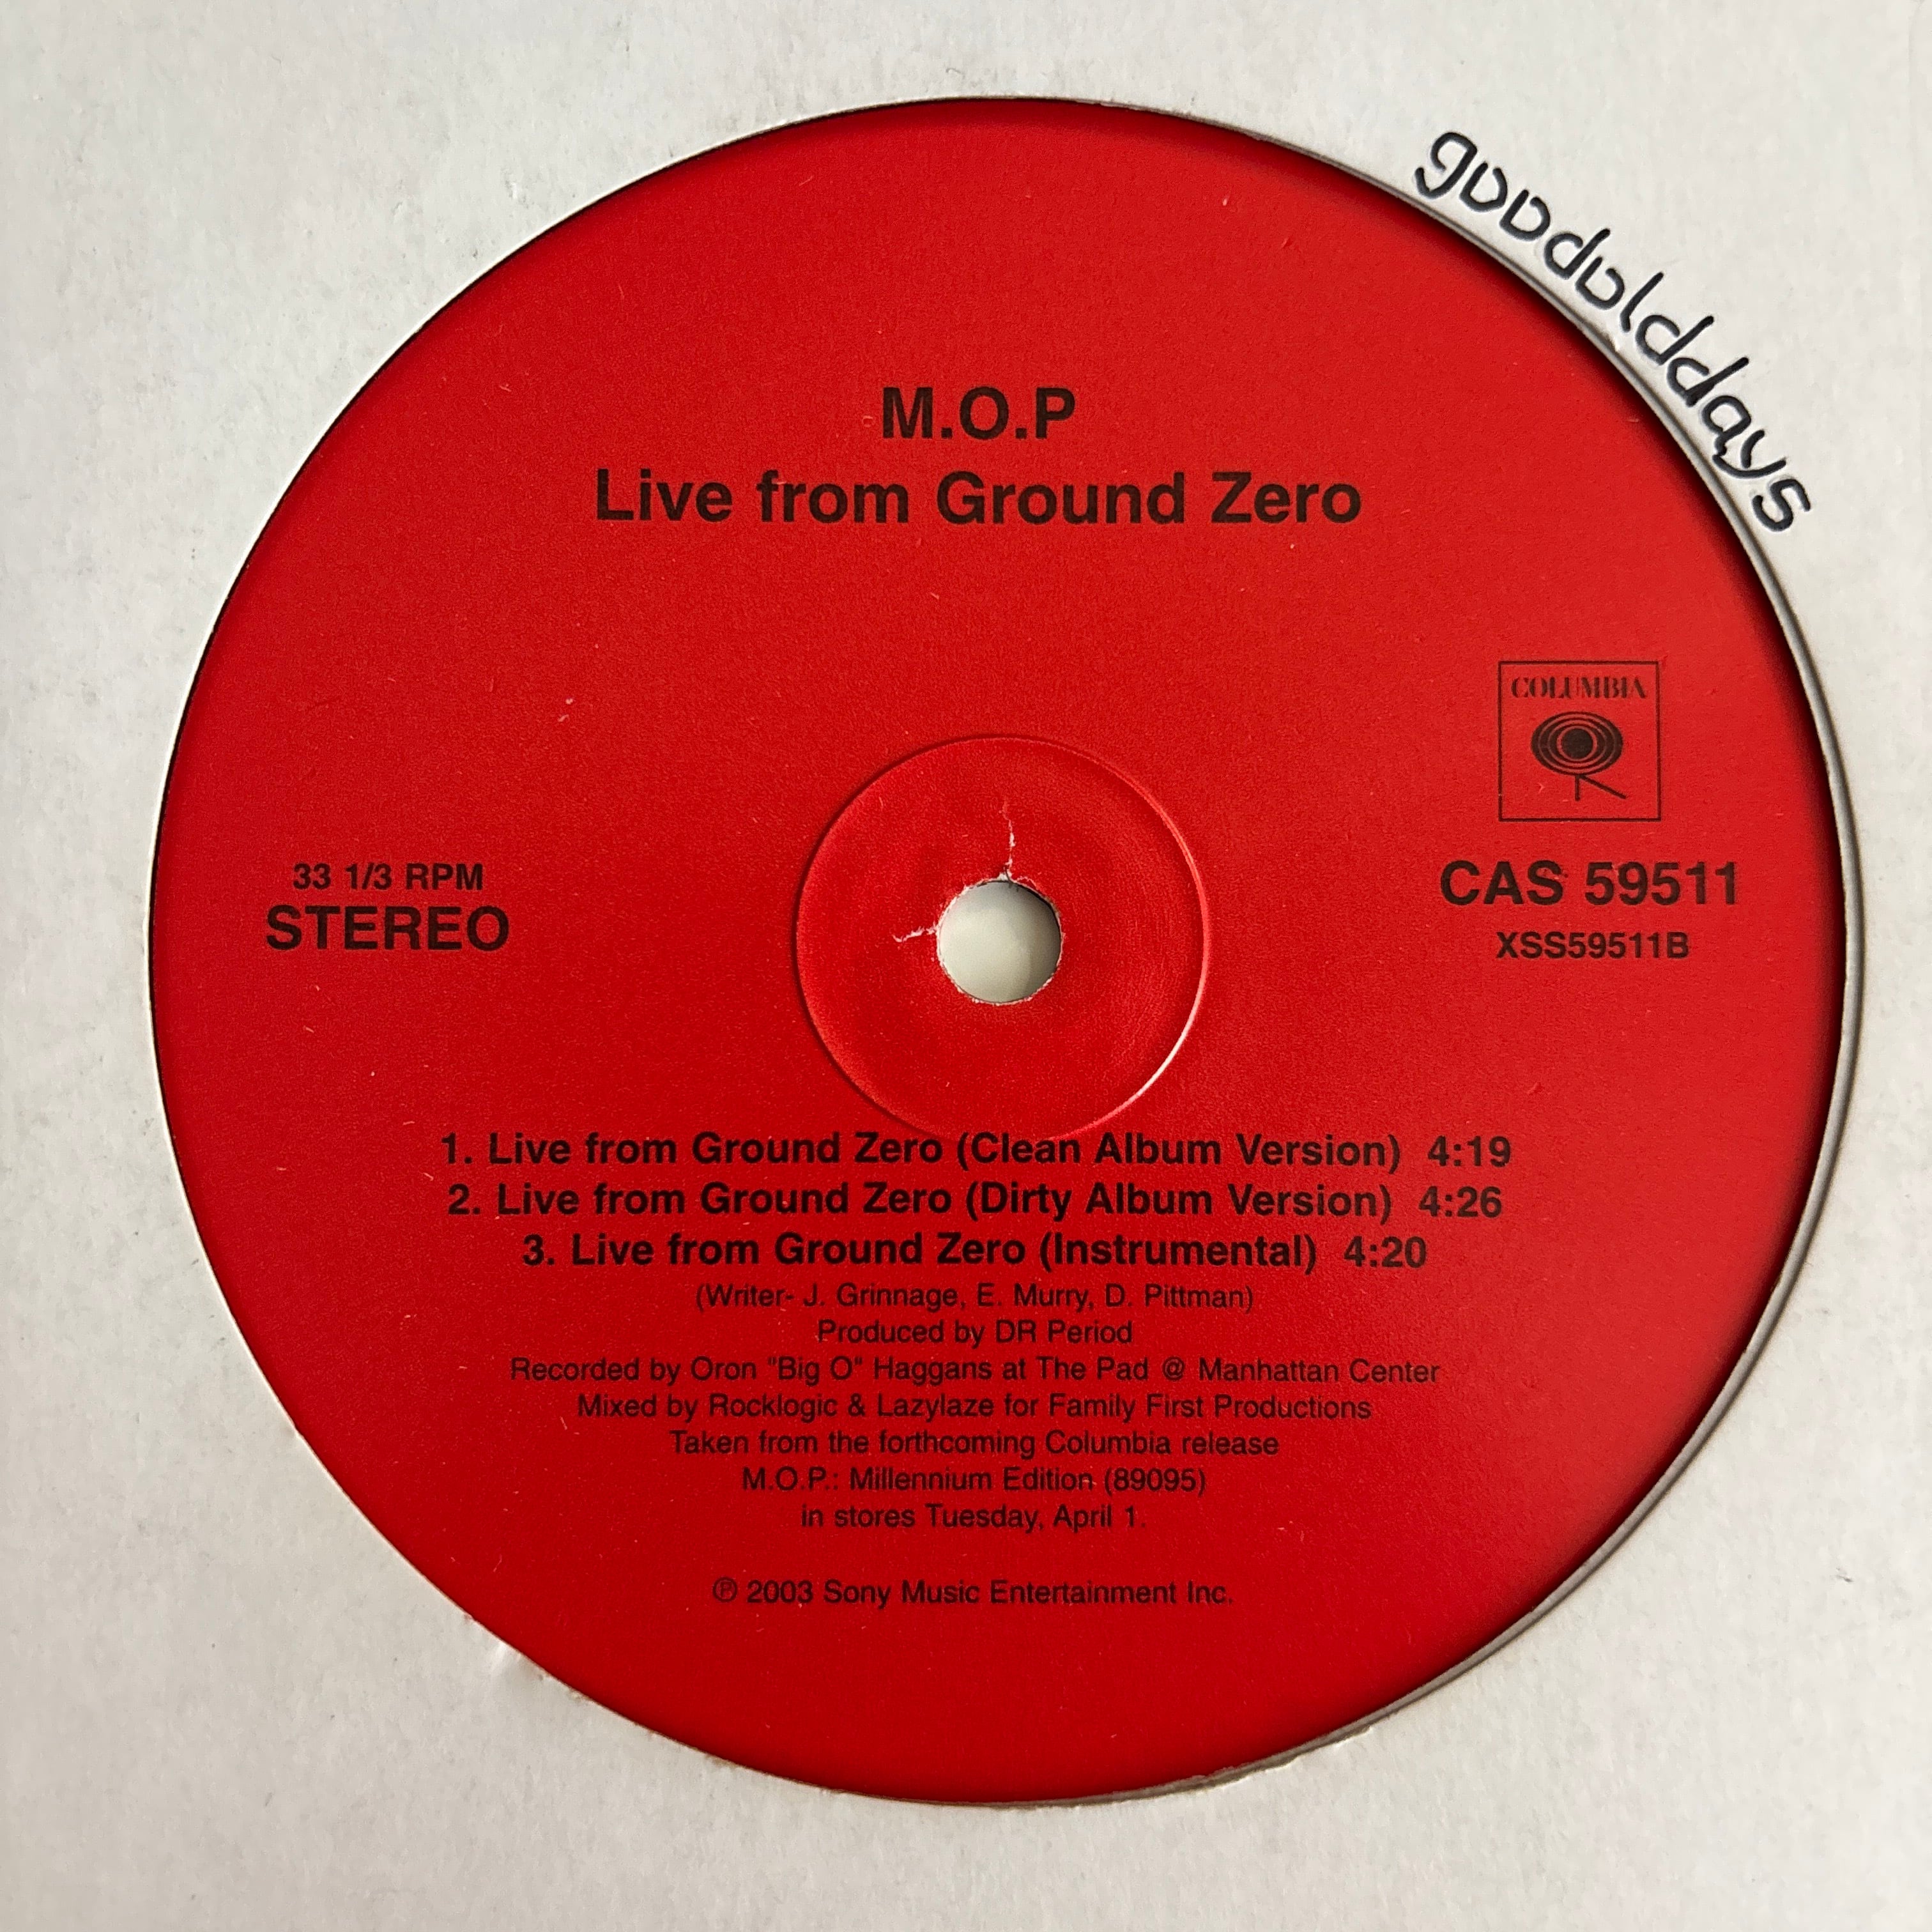 goodolddays
M.O.P
Live from Ground Zero
COLUMBIA
33 1/3 RPM
STEREO
CAS 59511
XSS59511B
1. Live from Ground Zero (Clean Album Version) 4:19
2. Live from Ground Zero (Dirty Album Version) 4:26
3. Live from Ground Zero (Instrumental) 4:20
(Writer- J. Grinnage, E. Murry, D. Pittman)
Produced by DR Period
Recorded by Oron "Big O" Haggans at The Pad @ Manhattan Center
Mixed by Rocklogic & Lazylaze for Family First Productions
Taken from the forthcoming Columbia release
M.O.P.: Millennium Edition (89095)
in stores Tuesday, April 1.
℗ 2003 Sony Music Entertainment Inc.